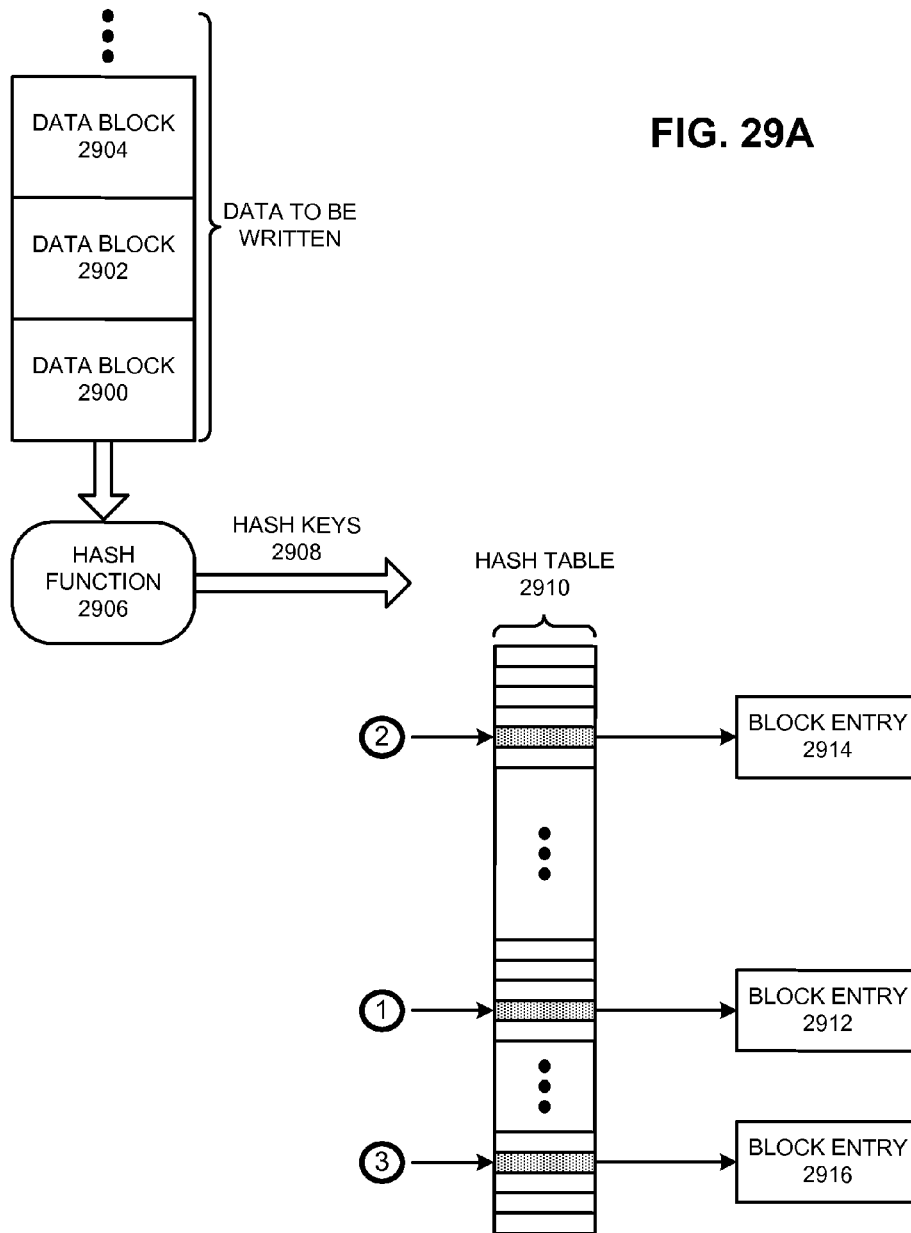 FIG. 29A
DATA BLOCK
2904
DATA BLOCK
2902
DATA BLOCK
2900
DATA TO BE
WRITTEN
HASH
FUNCTION
2906
HASH KEYS
2908
HASH TABLE
2910
2
BLOCK ENTRY
2914
1
BLOCK ENTRY
2912
3
BLOCK ENTRY
2916